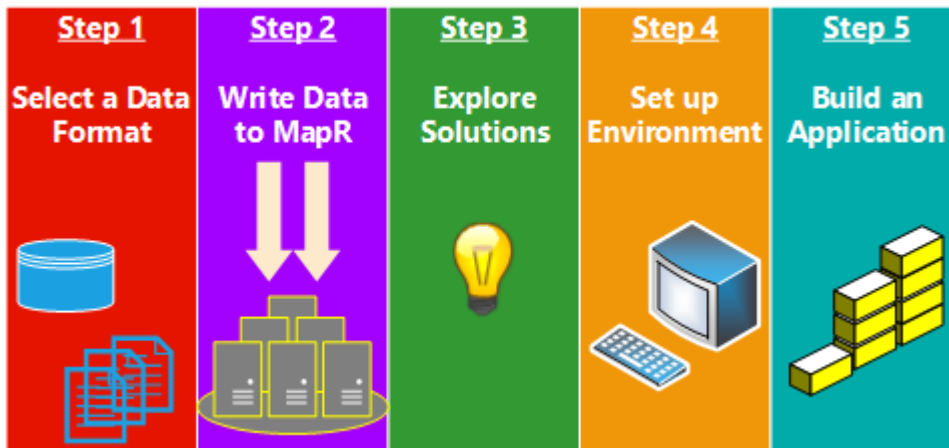 Step 1
Select a Data
Format
Step 2
Write Data
to MapR
Step 3
Explore
Solutions
Step 4
Set up
Environment
Step 5
Build an
Application